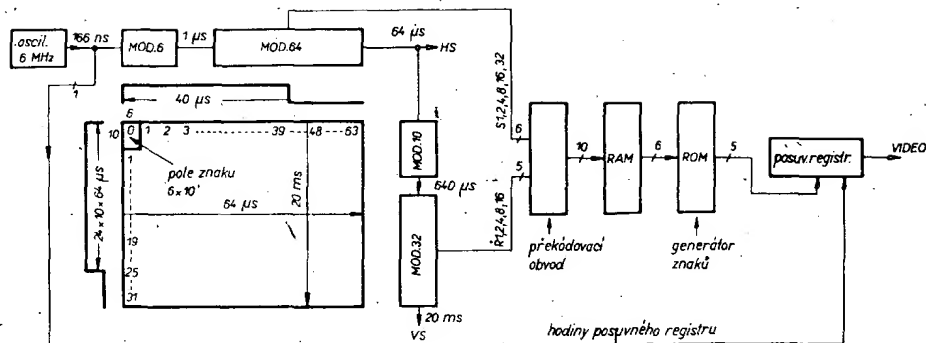 oscil.
6 MHz
166 ns
1
MOD.6
1 µs
MOD.64
64 µs
HS
40 µs
6
10
0 1 2 3 39 48 63
1
pole znaku
6×10
20 ms
64 µs
24×10×64 µs
19
25
31
MOD.10
640 µs
MOD.32
20 ms
VS
S1,2,4,8,16,32
6
R1,2,4,8,16
5
překódovací
obvod
10
RAM
6
ROM
generátor
znaků
5
posuv.registr.
VIDEO
hodiny posuvného registru